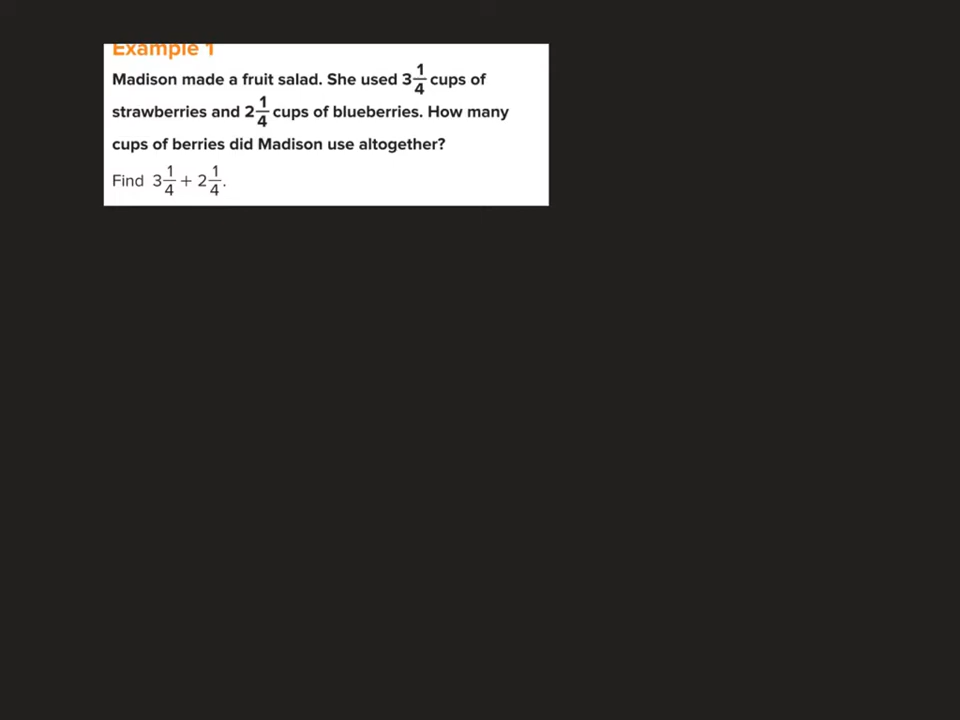 Example 1
Madison made a fruit salad. She used 3 1/4 cups of
strawberries and 2 1/4 cups of blueberries. How many
cups of berries did Madison use altogether?
Find 3 1/4 + 2 1/4.